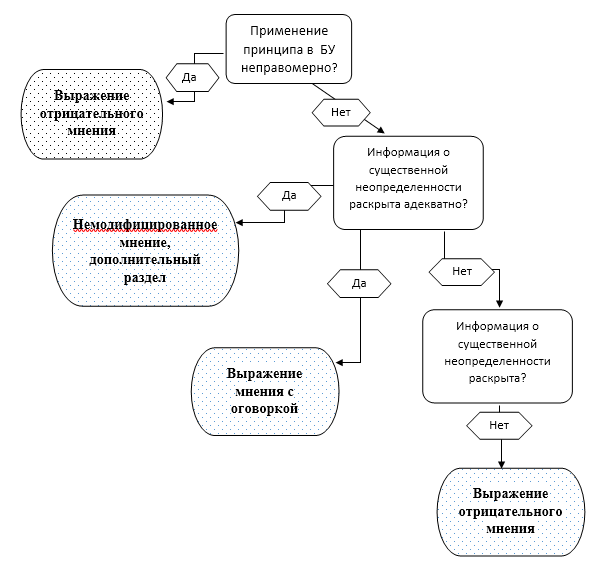 Применение
принципа в БУ
неправомерно?
Да
Выражение
отрицательного
мнения
Нет
Информация о
существенной
неопределенности
раскрыта адекватно?
Да
Немодифицированное
мнение,
дополнительный
раздел
Нет
Да
Информация о
существенной
неопределенности
раскрыта?
Выражение
мнения с
оговоркой
Нет
Выражение
отрицательного
мнения